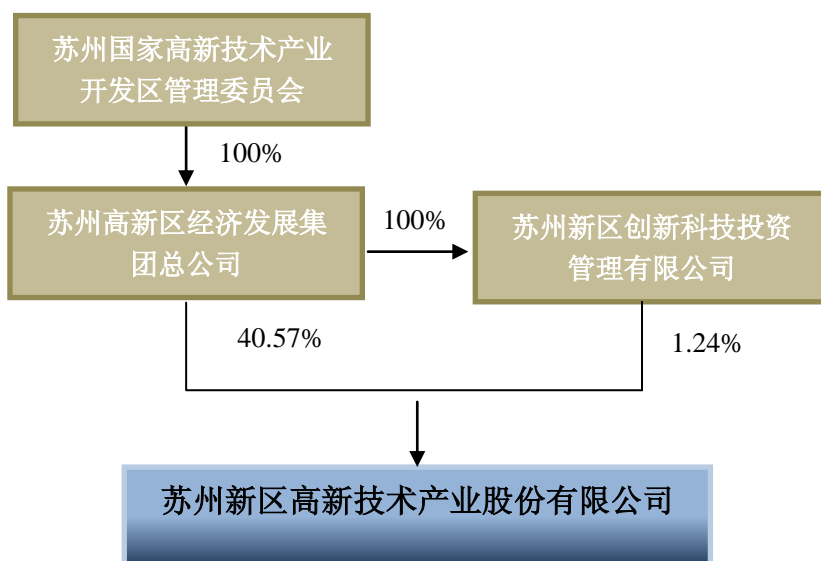 苏州国家高新技术产业
开发区管理委员会
100%
苏州高新区经济发展集
团总公司
100%
苏州新区创新科技投资
管理有限公司
40.57%
1.24%
苏州新区高新技术产业股份有限公司